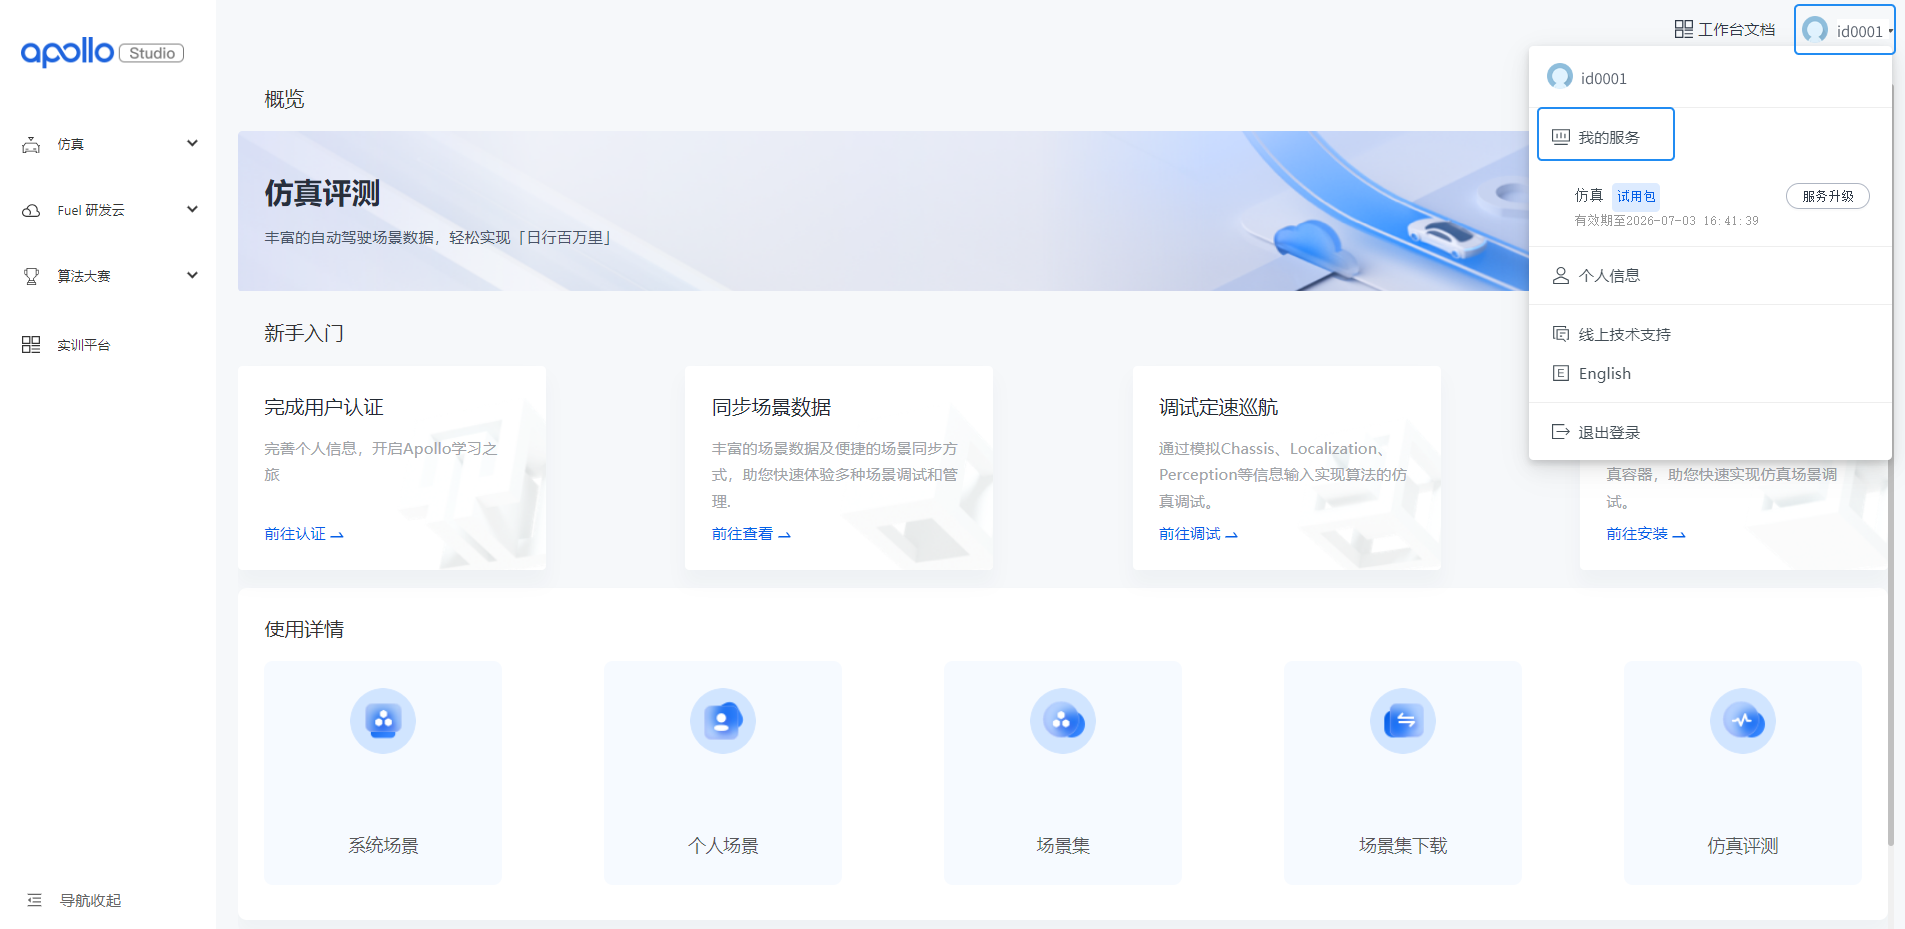 apollo Studio
仿真
Fuel 研发云
算法大赛
实训平台
导航收起
工作台文档
id0001
概览
仿真评测
丰富的自动驾驶场景数据，轻松实现「日行百万里」
id0001
我的服务
仿真 试用包
服务升级
有效期至2026-07-03 16:41:39
个人信息
线上技术支持
English
退出登录
新手入门
完成用户认证
完善个人信息，开启Apollo学习之
旅
前往认证
同步场景数据
丰富的场景数据及便捷的场景同步方
式，助您快速体验多种场景调试和管
理.
前往查看
调试定速巡航
通过模拟Chassis、Localization、
Perception等信息输入实现算法的仿
真调试。
前往调试
真容器，助您快速实现仿真场景调
试。
前往安装
使用详情
系统场景
个人场景
场景集
场景集下载
仿真评测